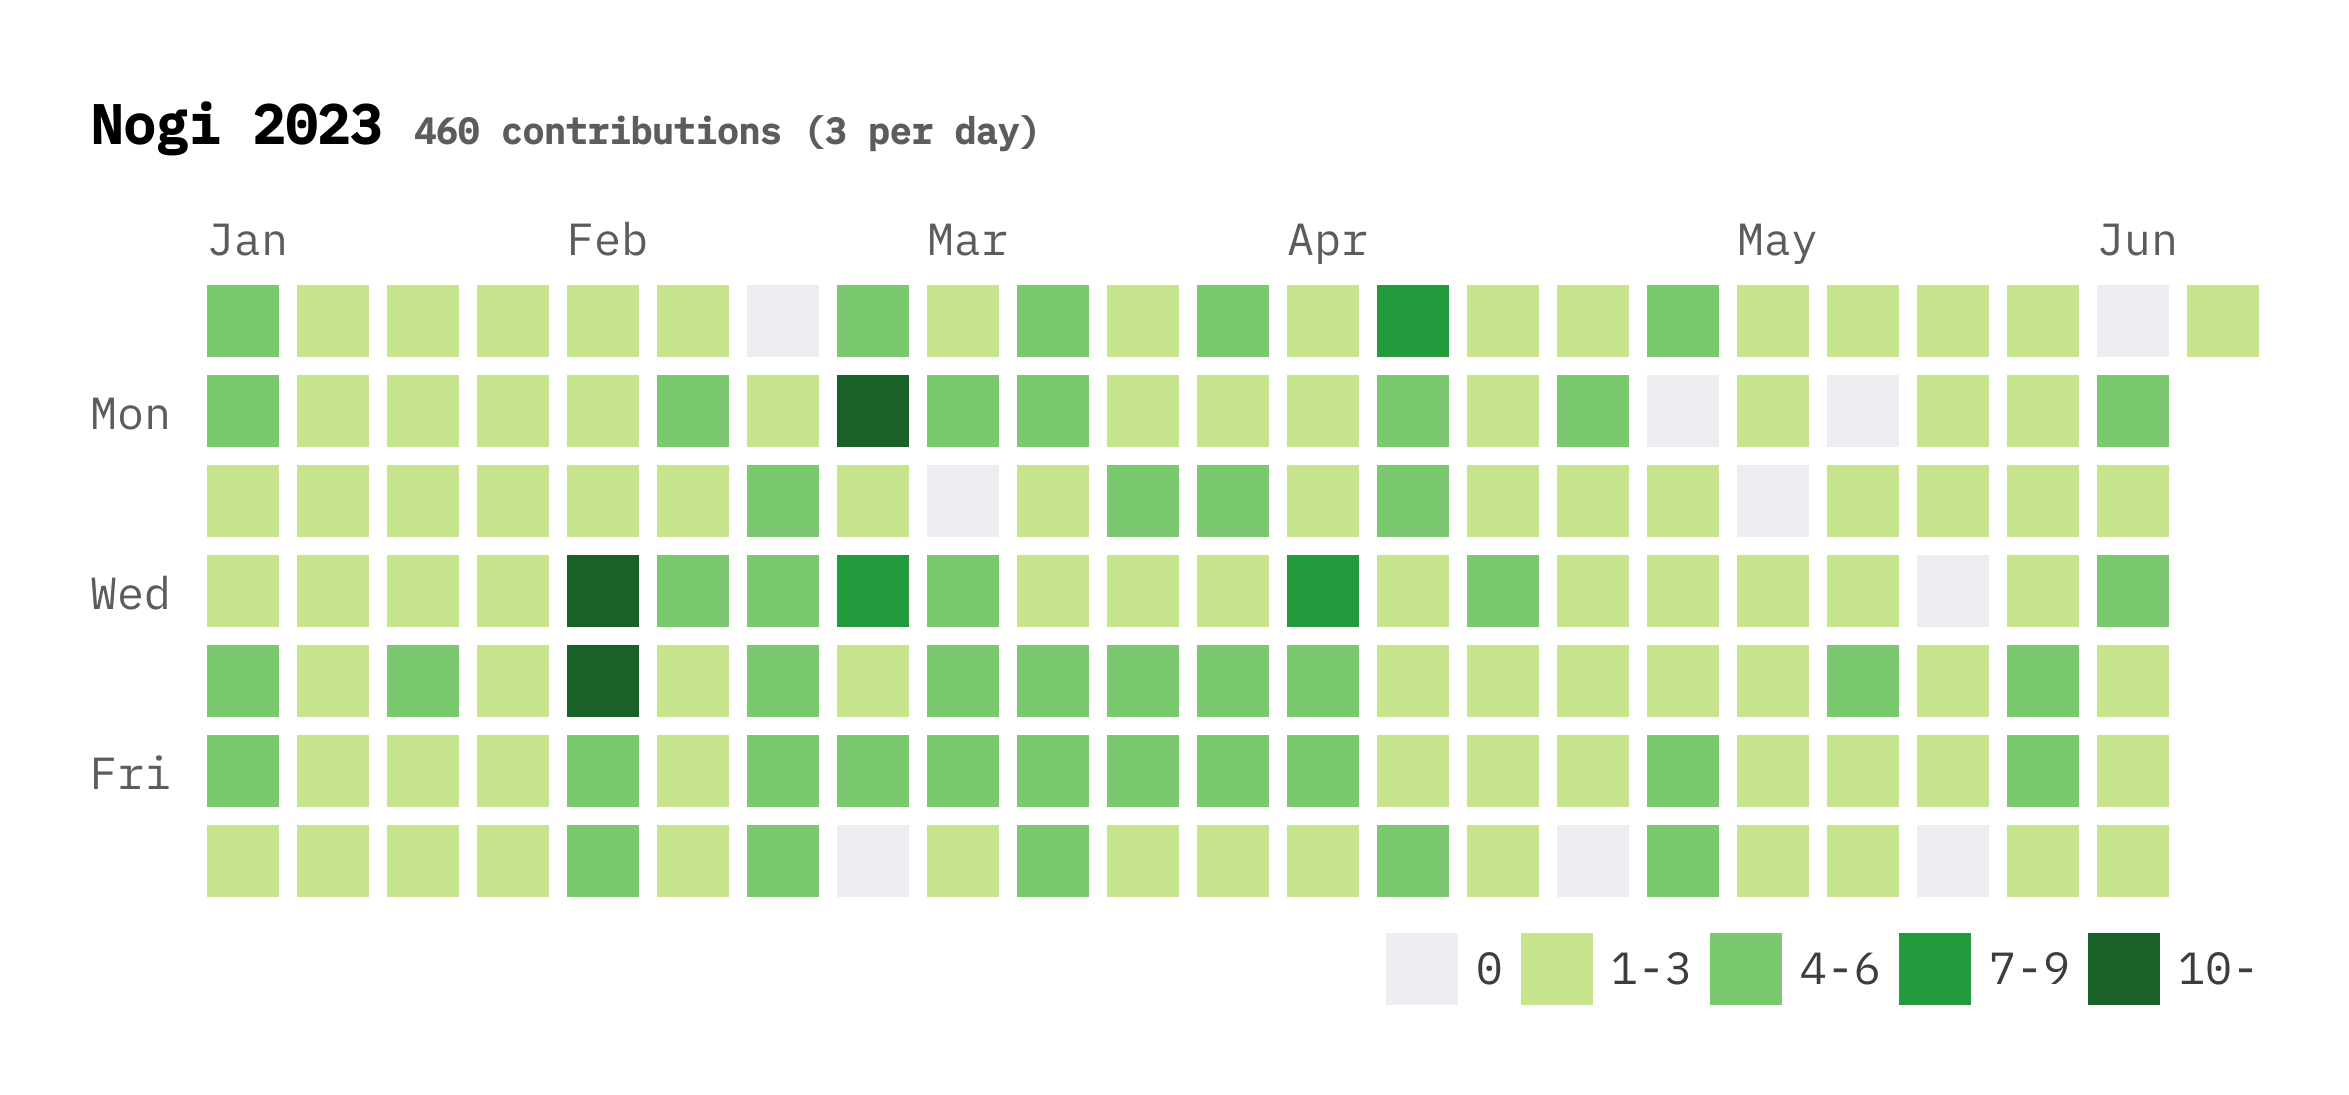 Nogi 2023 460 contributions (3 per day)
Jan Feb Mar Apr May Jun
Mon
Wed
Fri
0 1-3 4-6 7-9 10-